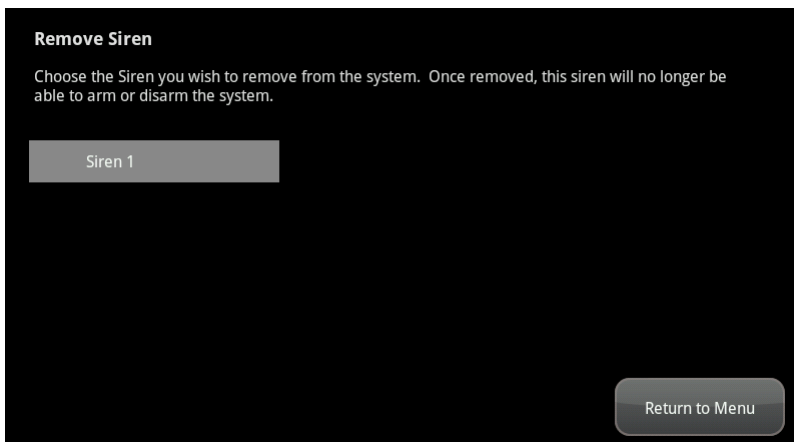 Remove Siren
Choose the Siren you wish to remove from the system.  Once removed, this siren will no longer be
able to arm or disarm the system.
Siren 1
Return to Menu